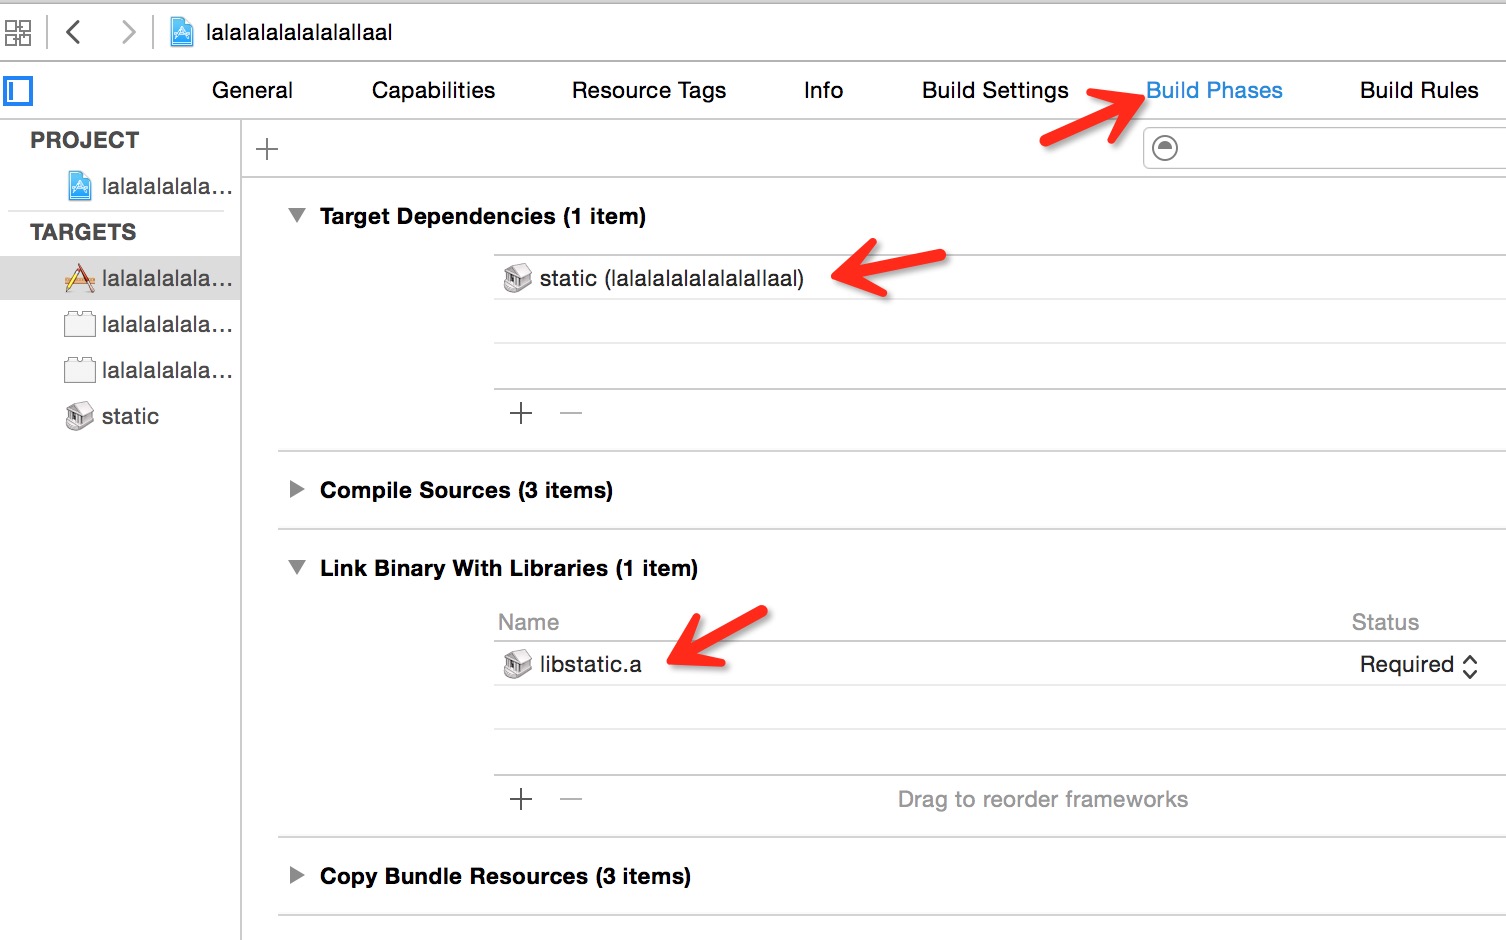 lalalalalalalalallaal
General Capabilities Resource Tags Info Build Settings Build Phases Build Rules
PROJECT
lalalalalala...
TARGETS
lalalalalala...
lalalalalala...
lalalalalala...
static
Target Dependencies (1 item)
static (lalalalalalalalallaal)
Compile Sources (3 items)
Link Binary With Libraries (1 item)
Name Status
libstatic.a Required
Drag to reorder frameworks
Copy Bundle Resources (3 items)